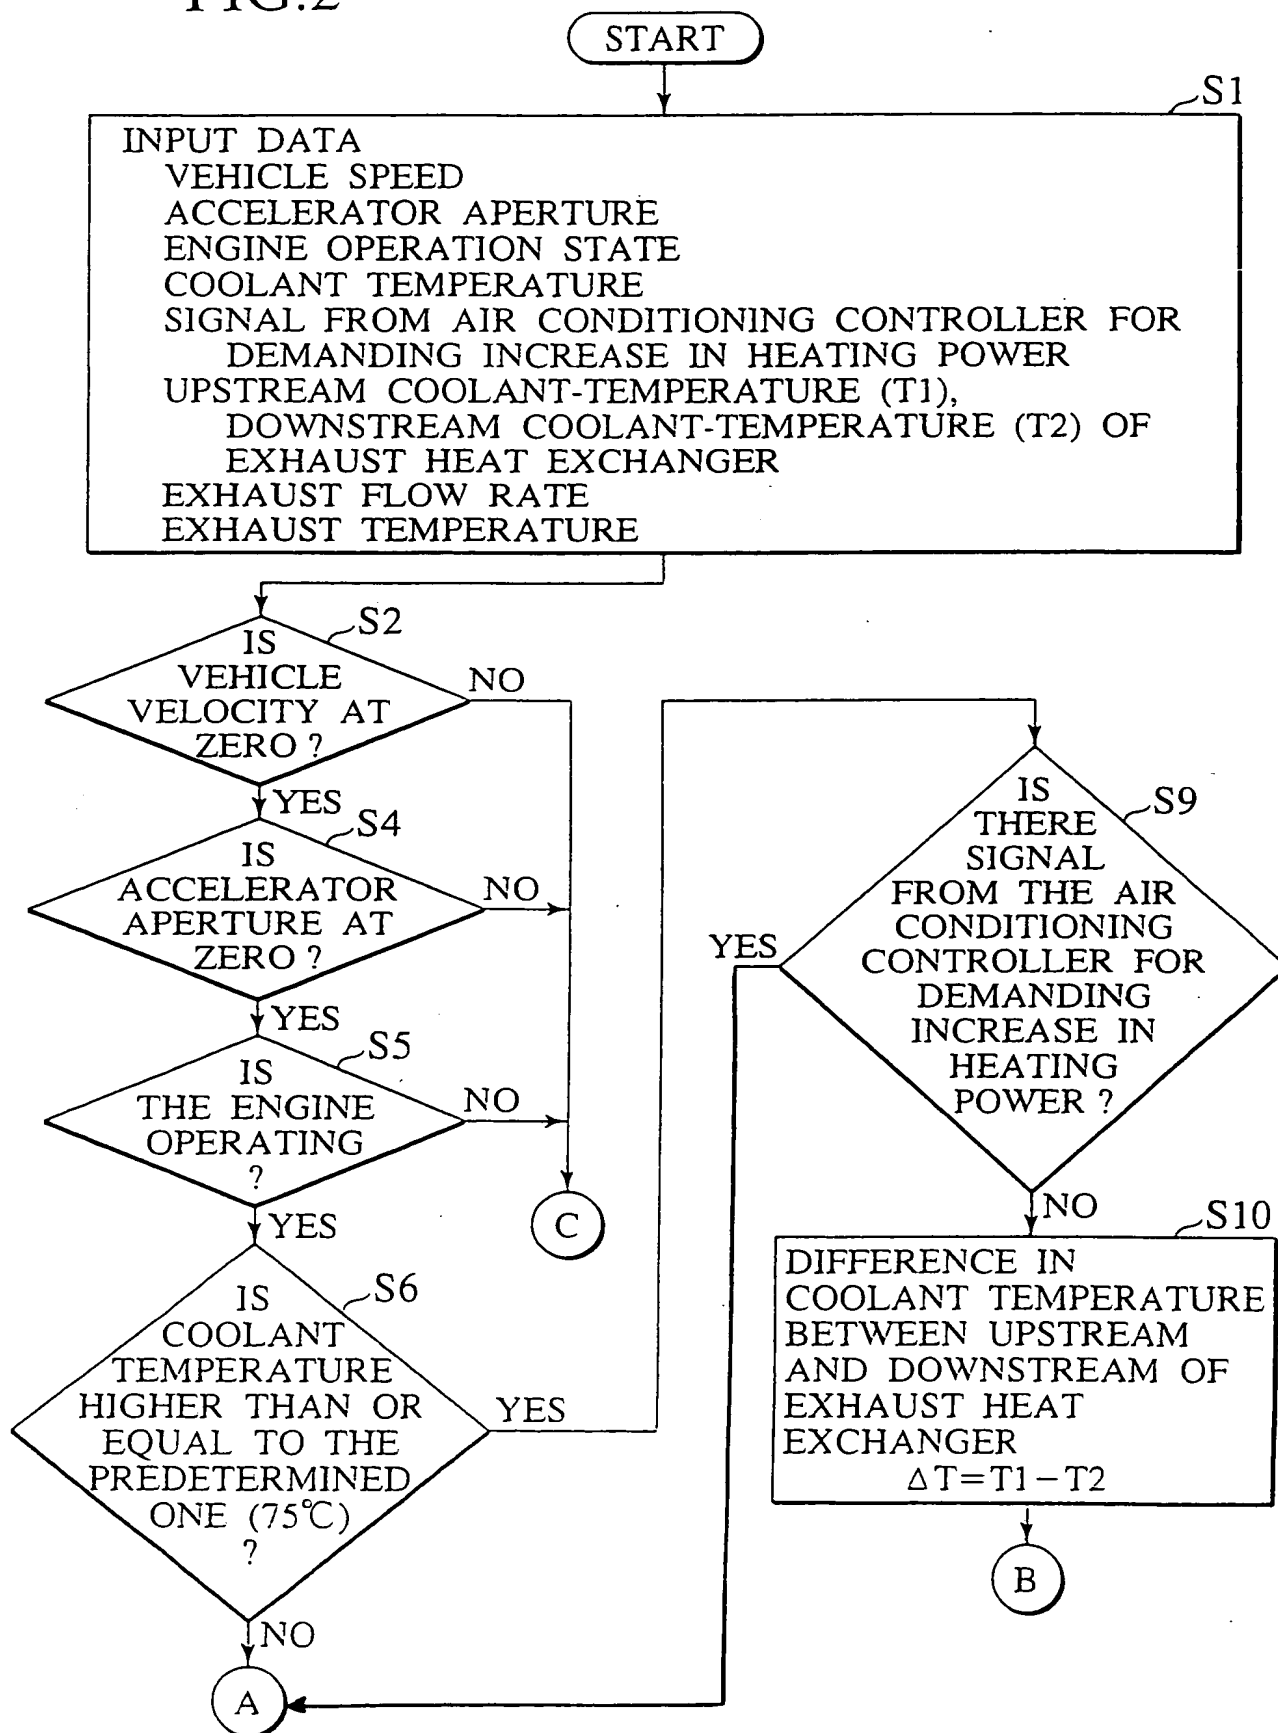 FIG.2
START
S1
INPUT DATA
VEHICLE SPEED
ACCELERATOR APERTURE
ENGINE OPERATION STATE
COOLANT TEMPERATURE
SIGNAL FROM AIR CONDITIONING CONTROLLER FOR
DEMANDING INCREASE IN HEATING POWER
UPSTREAM COOLANT-TEMPERATURE (T1),
DOWNSTREAM COOLANT-TEMPERATURE (T2) OF
EXHAUST HEAT EXCHANGER
EXHAUST FLOW RATE
EXHAUST TEMPERATURE
S2
IS
VEHICLE
VELOCITY AT
ZERO ?
NO
YES
S4
IS
ACCELERATOR
APERTURE AT
ZERO ?
NO
YES
S5
IS
THE ENGINE
OPERATING
?
NO
YES
C
S6
IS
COOLANT
TEMPERATURE
HIGHER THAN OR
EQUAL TO THE
PREDETERMINED
ONE (75℃)
?
YES
NO
A
S9
IS
THERE
SIGNAL
FROM THE AIR
CONDITIONING
CONTROLLER FOR
DEMANDING
INCREASE IN
HEATING
POWER ?
YES
NO
S10
DIFFERENCE IN
COOLANT TEMPERATURE
BETWEEN UPSTREAM
AND DOWNSTREAM OF
EXHAUST HEAT
EXCHANGER
ΔT=T1−T2
B